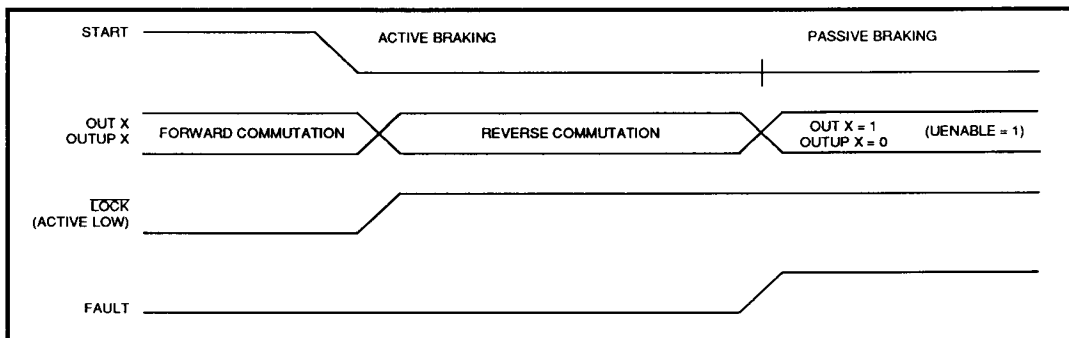 START
ACTIVE BRAKING
PASSIVE BRAKING
OUT X
OUTUP X
FORWARD COMMUTATION
REVERSE COMMUTATION
OUT X = 1
OUTUP X = 0
(UENABLE = 1)
LOCK
(ACTIVE LOW)
FAULT